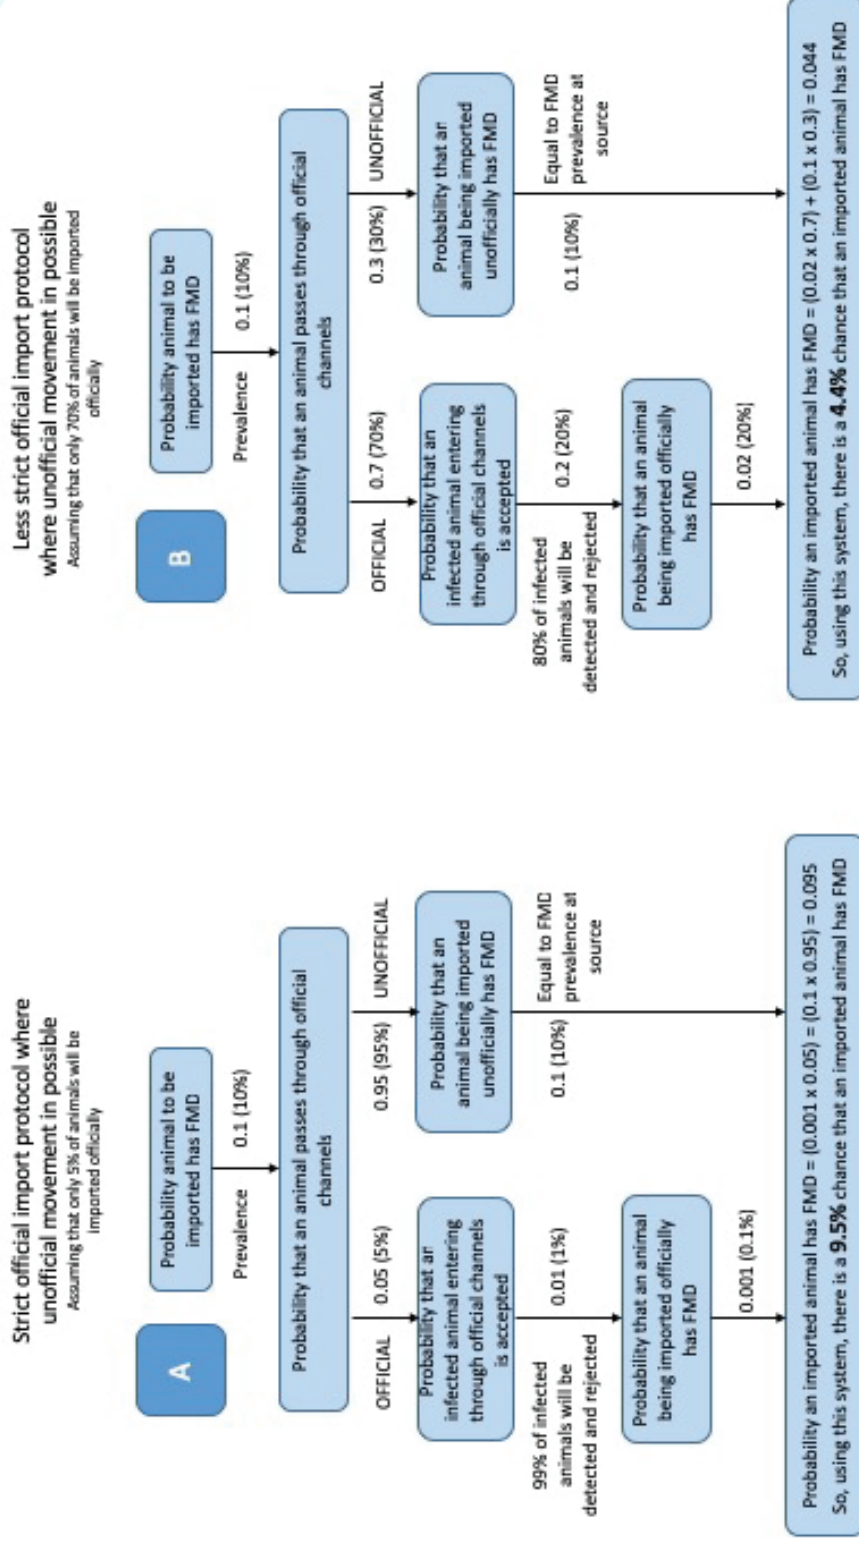 Strict official import protocol where
unofficial movement in possible
Assuming that only 5% of animals will be
imported officially
A
Probability animal to be
imported has FMD
Prevalence 0.1 (10%)
Probability that an animal passes through official
channels
OFFICIAL 0.05 (5%)
0.95 (95%) UNOFFICIAL
Probability that an
infected animal entering
through official channels
is accepted
Probability that an
animal being imported
unofficially has FMD
99% of infected
animals will be
detected and rejected
0.01 (1%)
0.1 (10%)
Equal to FMD
prevalence at
source
Probability that an animal
being imported officially
has FMD
0.001 (0.1%)
Probability an imported animal has FMD = (0.001 x 0.05) = (0.1 x 0.95) = 0.095
So, using this system, there is a 9.5% chance that an imported animal has FMD
Less strict official import protocol
where unofficial movement in possible
Assuming that only 70% of animals will be imported
officially
B
Probability animal to be
imported has FMD
Prevalence 0.1 (10%)
Probability that an animal passes through official
channels
OFFICIAL 0.7 (70%)
0.3 (30%) UNOFFICIAL
Probability that an
infected animal entering
through official channels
is accepted
Probability that an
animal being imported
unofficially has FMD
80% of infected
animals will be
detected and rejected
0.2 (20%)
0.1 (10%)
Equal to FMD
prevalence at
source
Probability that an animal
being imported officially
has FMD
0.02 (20%)
Probability an imported animal has FMD = (0.02 x 0.7) + (0.1 x 0.3) = 0.044
So, using this system, there is a 4.4% chance that an imported animal has FMD